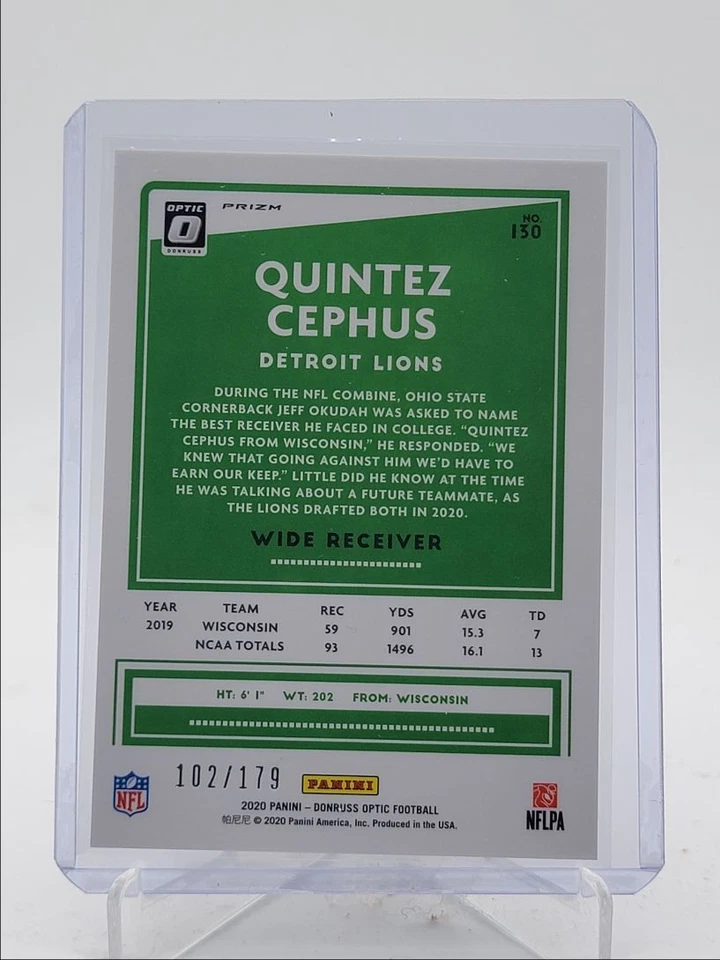 OPTIC
DONRUSS
PRIZM
NO.
130
QUINTEZ
CEPHUS
DETROIT LIONS
DURING THE NFL COMBINE, OHIO STATE
CORNERBACK JEFF OKUDAH WAS ASKED TO NAME
THE BEST RECEIVER HE FACED IN COLLEGE. “QUINTEZ
CEPHUS FROM WISCONSIN,” HE RESPONDED. “WE
KNEW THAT GOING AGAINST HIM WE’D HAVE TO
EARN OUR KEEP.” LITTLE DID HE KNOW AT THE TIME
HE WAS TALKING ABOUT A FUTURE TEAMMATE, AS
THE LIONS DRAFTED BOTH IN 2020.
WIDE RECEIVER
YEAR TEAM REC YDS AVG TD
2019 WISCONSIN 59 901 15.3 7
NCAA TOTALS 93 1496 16.1 13
HT: 6' 1" WT: 202 FROM: WISCONSIN
102/179
NFL
PANINI
2020 PANINI – DONRUSS OPTIC FOOTBALL
帕尼尼 © 2020 Panini America, Inc. Produced in the USA.
NFLPA